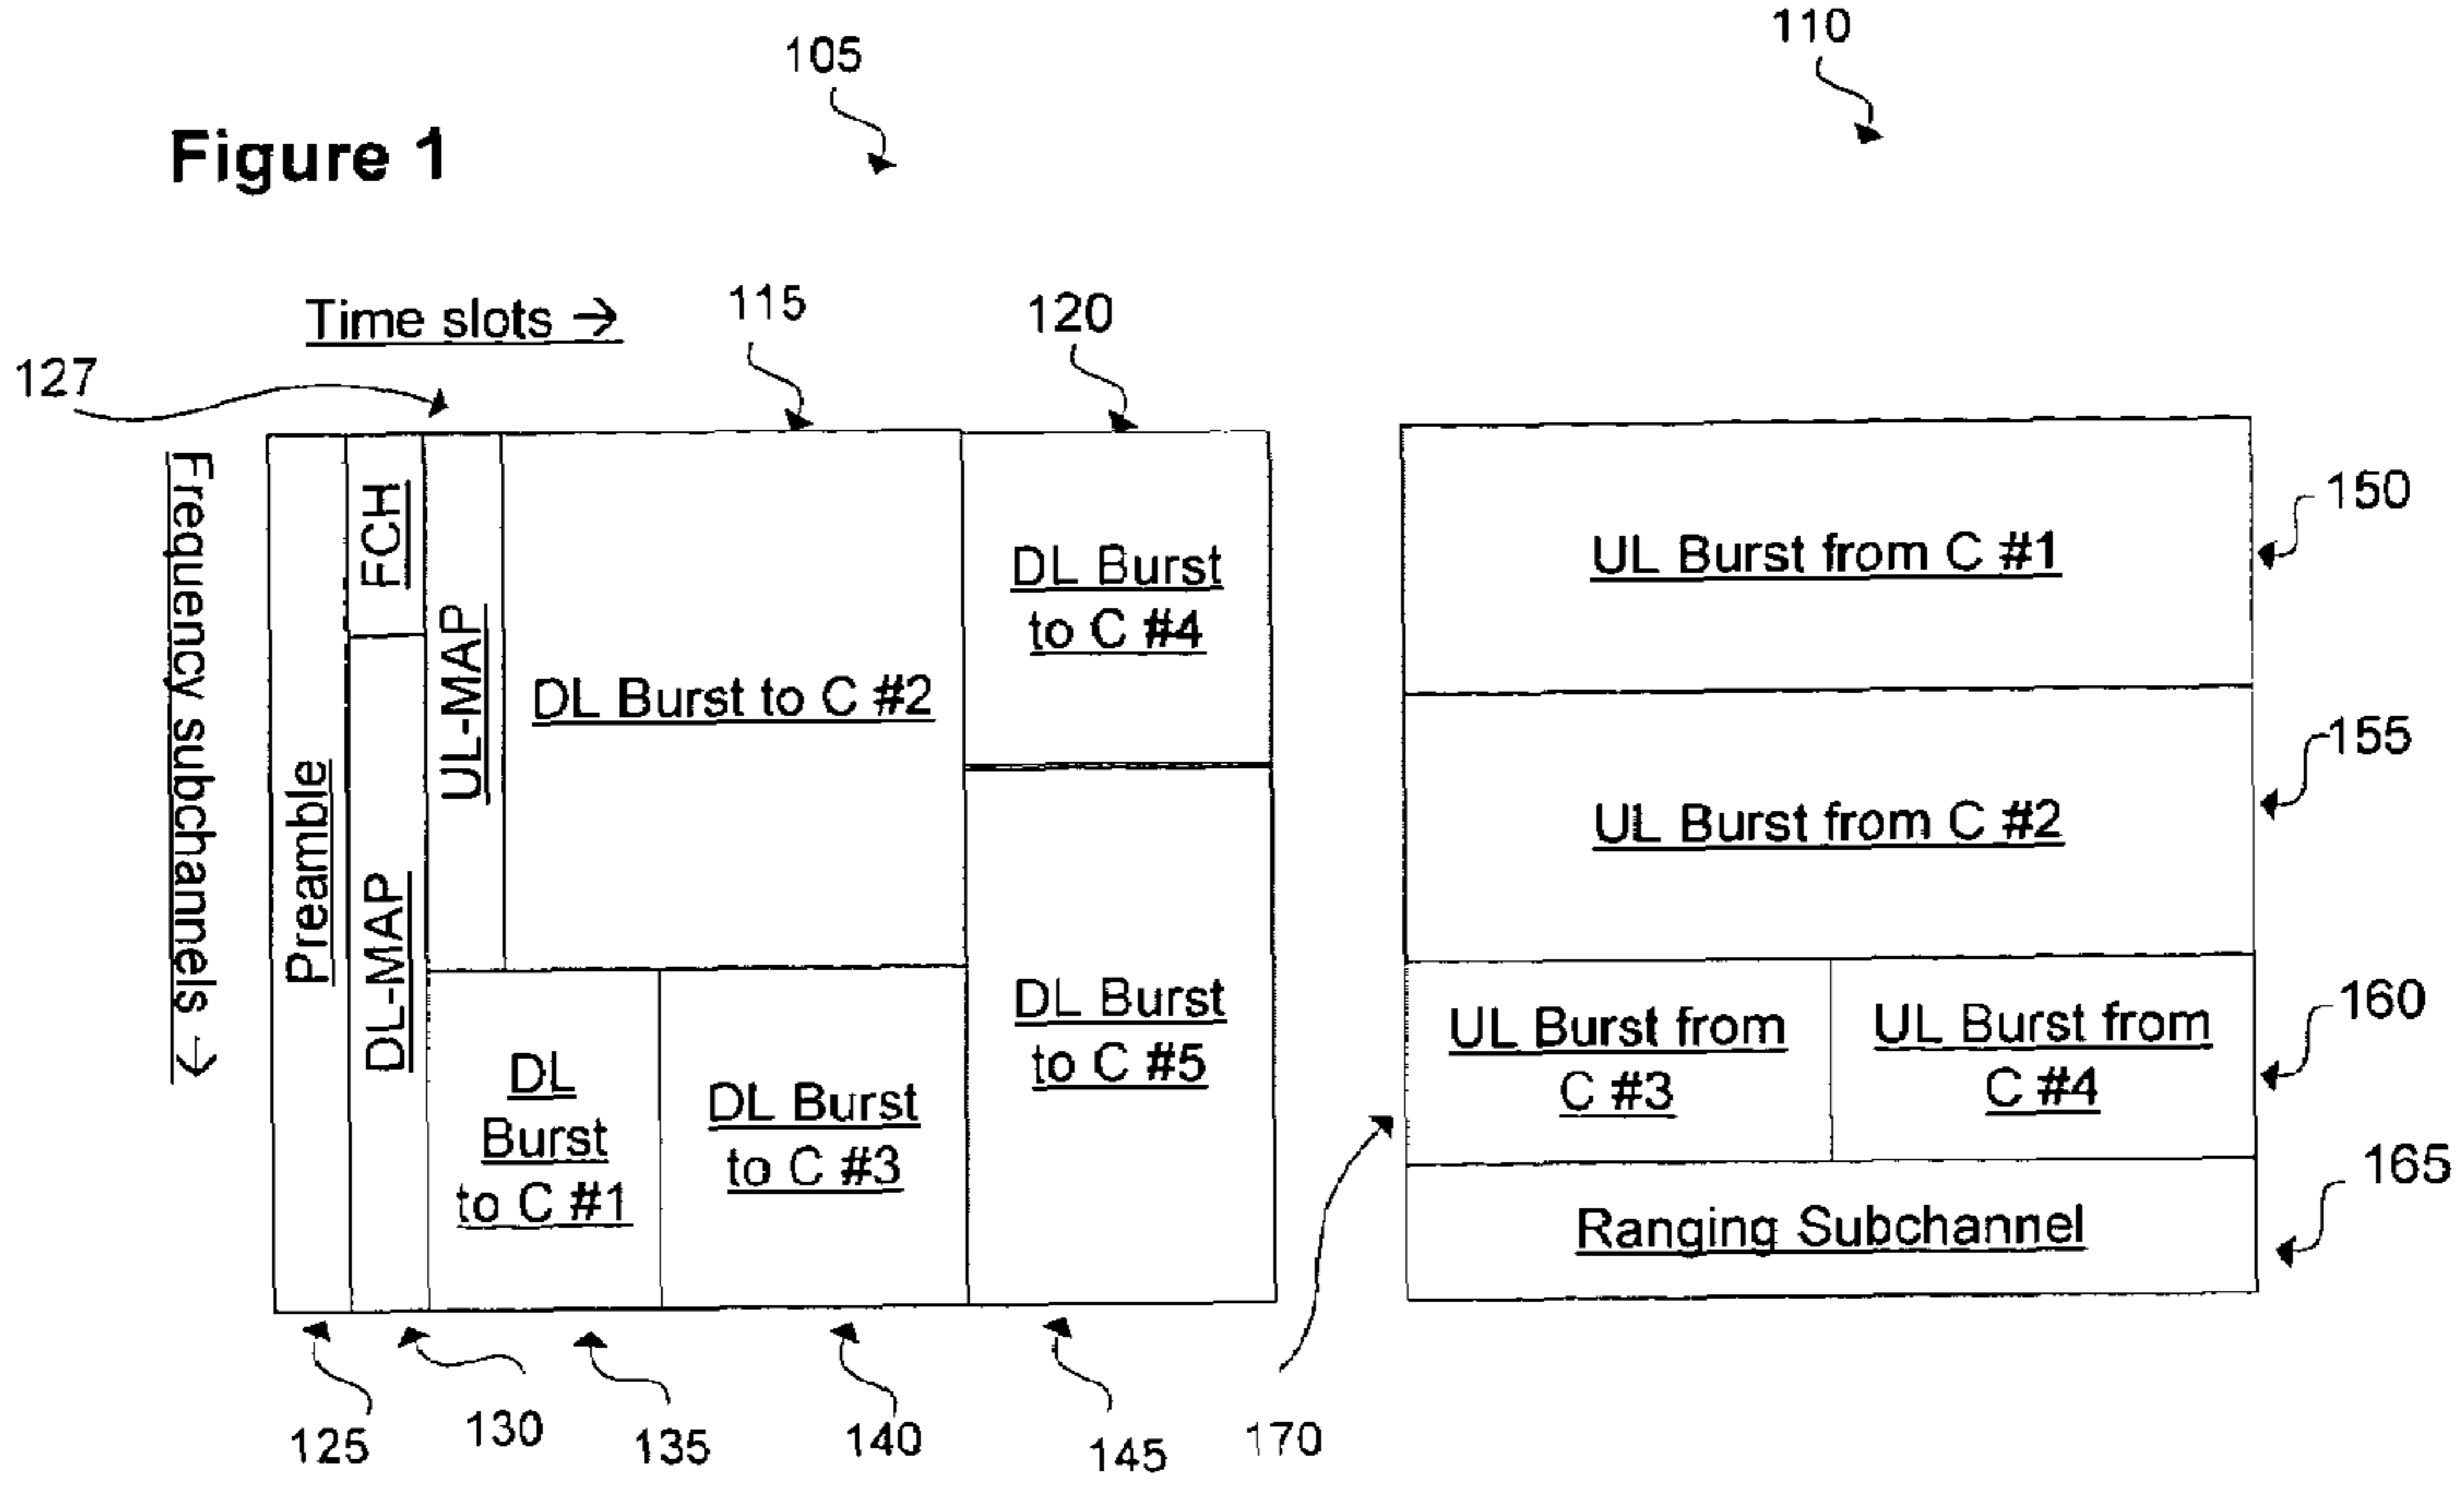 105
110
Figure 1
Time slots →
115
120
127
Frequency subchannels →
Preamble
FCH
DL-MAP
UL-MAP
DL Burst to C #2
DL Burst
to C #4
DL
Burst
to C #1
DL Burst
to C #3
DL Burst
to C #5
UL Burst from C #1
150
UL Burst from C #2
155
UL Burst from
C #3
UL Burst from
C #4
160
Ranging Subchannel
165
125
130
135
140
145
170